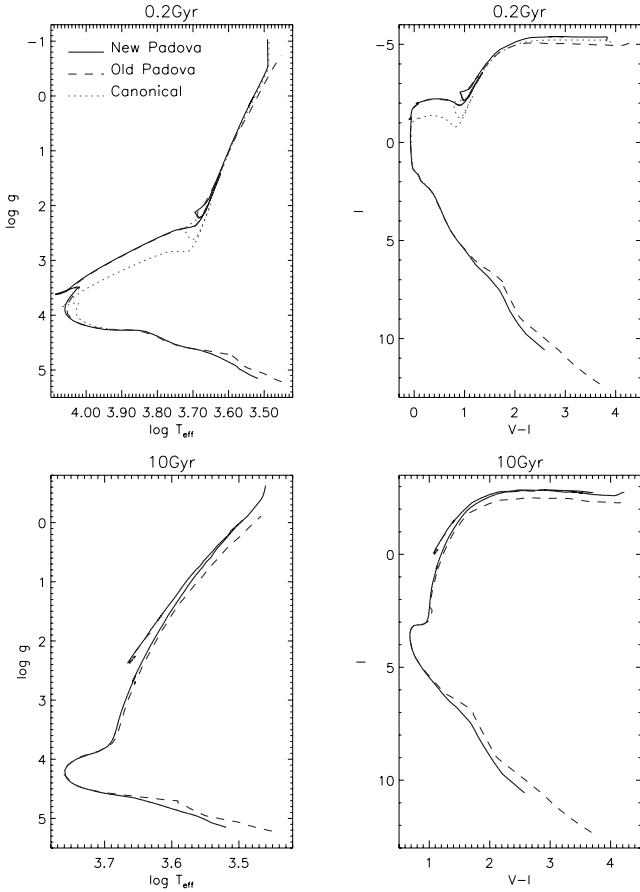 0.2Gyr
New Padova
Old Padova
Canonical
-1
0
1
2
3
4
5
log g
4.00 3.90 3.80 3.70 3.60 3.50
log Teff
0.2Gyr
-5
0
5
10
I
0 1 2 3 4
V-I
10Gyr
0
1
2
3
4
5
log g
3.7 3.6 3.5
log Teff
10Gyr
0
5
10
I
1 2 3 4
V-I